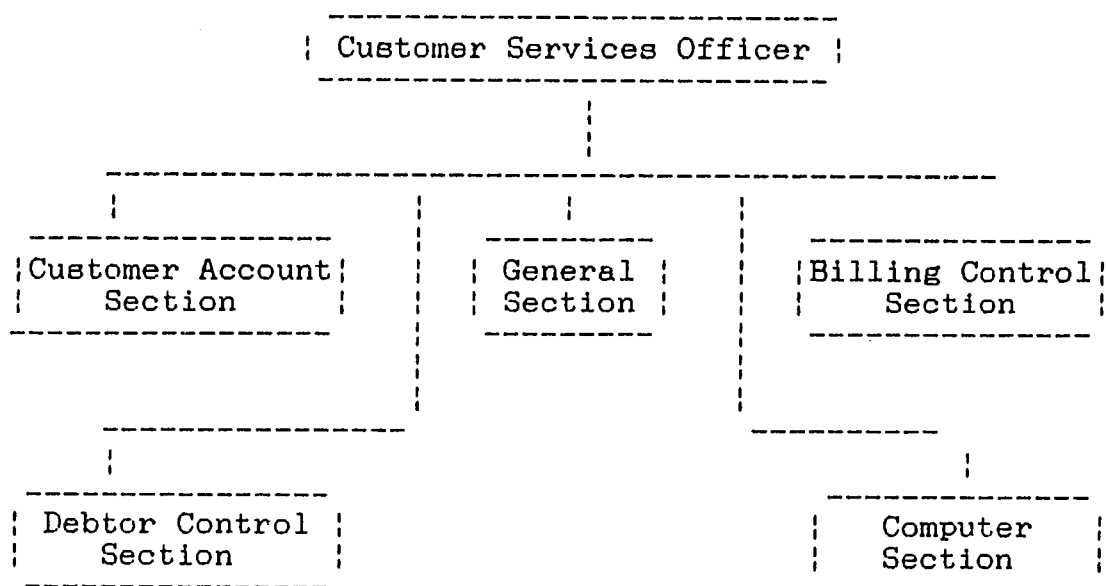 Customer Services Officer
Customer Account
Section
General
Section
Billing Control
Section
Debtor Control
Section
Computer
Section